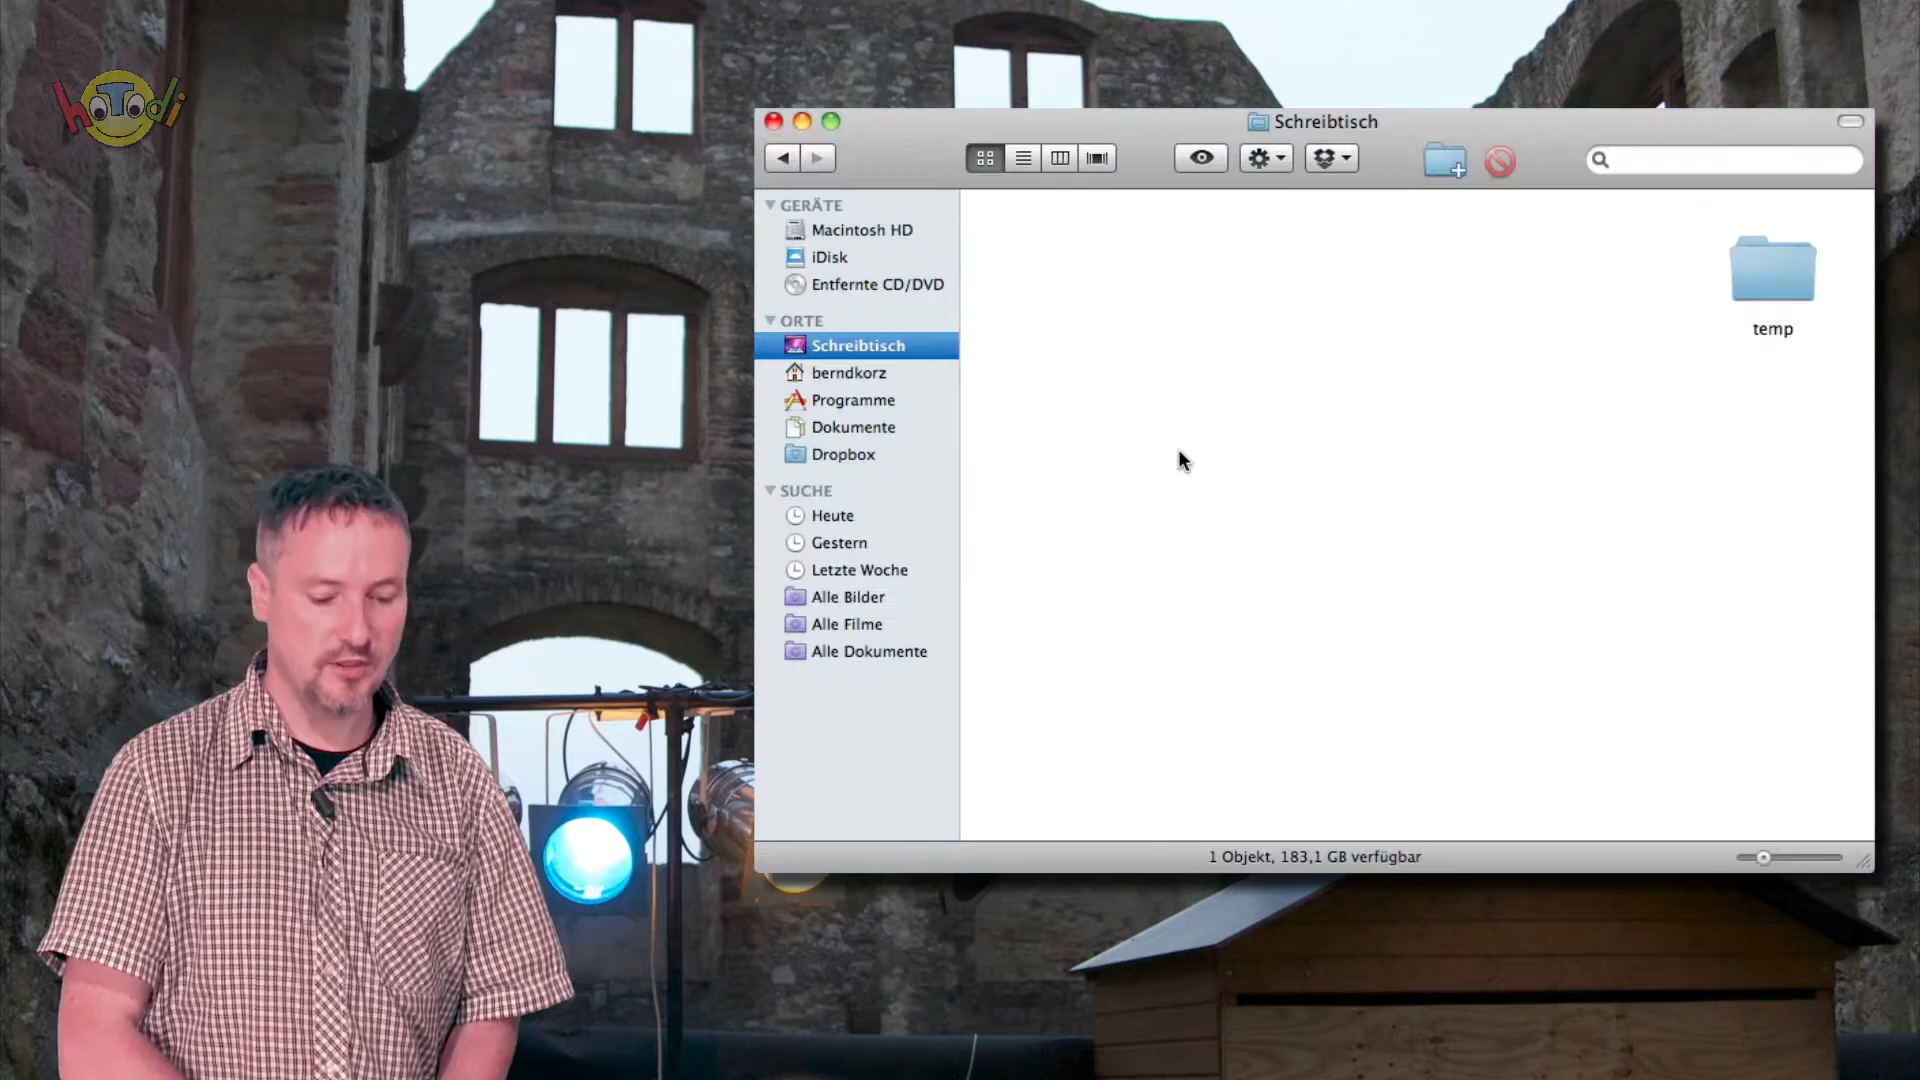 hoTodi
Schreibtisch
GERÄTE
Macintosh HD
iDisk
Entfernte CD/DVD
ORTE
Schreibtisch
berndkorz
Programme
Dokumente
Dropbox
SUCHE
Heute
Gestern
Letzte Woche
Alle Bilder
Alle Filme
Alle Dokumente
temp
1 Objekt, 183,1 GB verfügbar